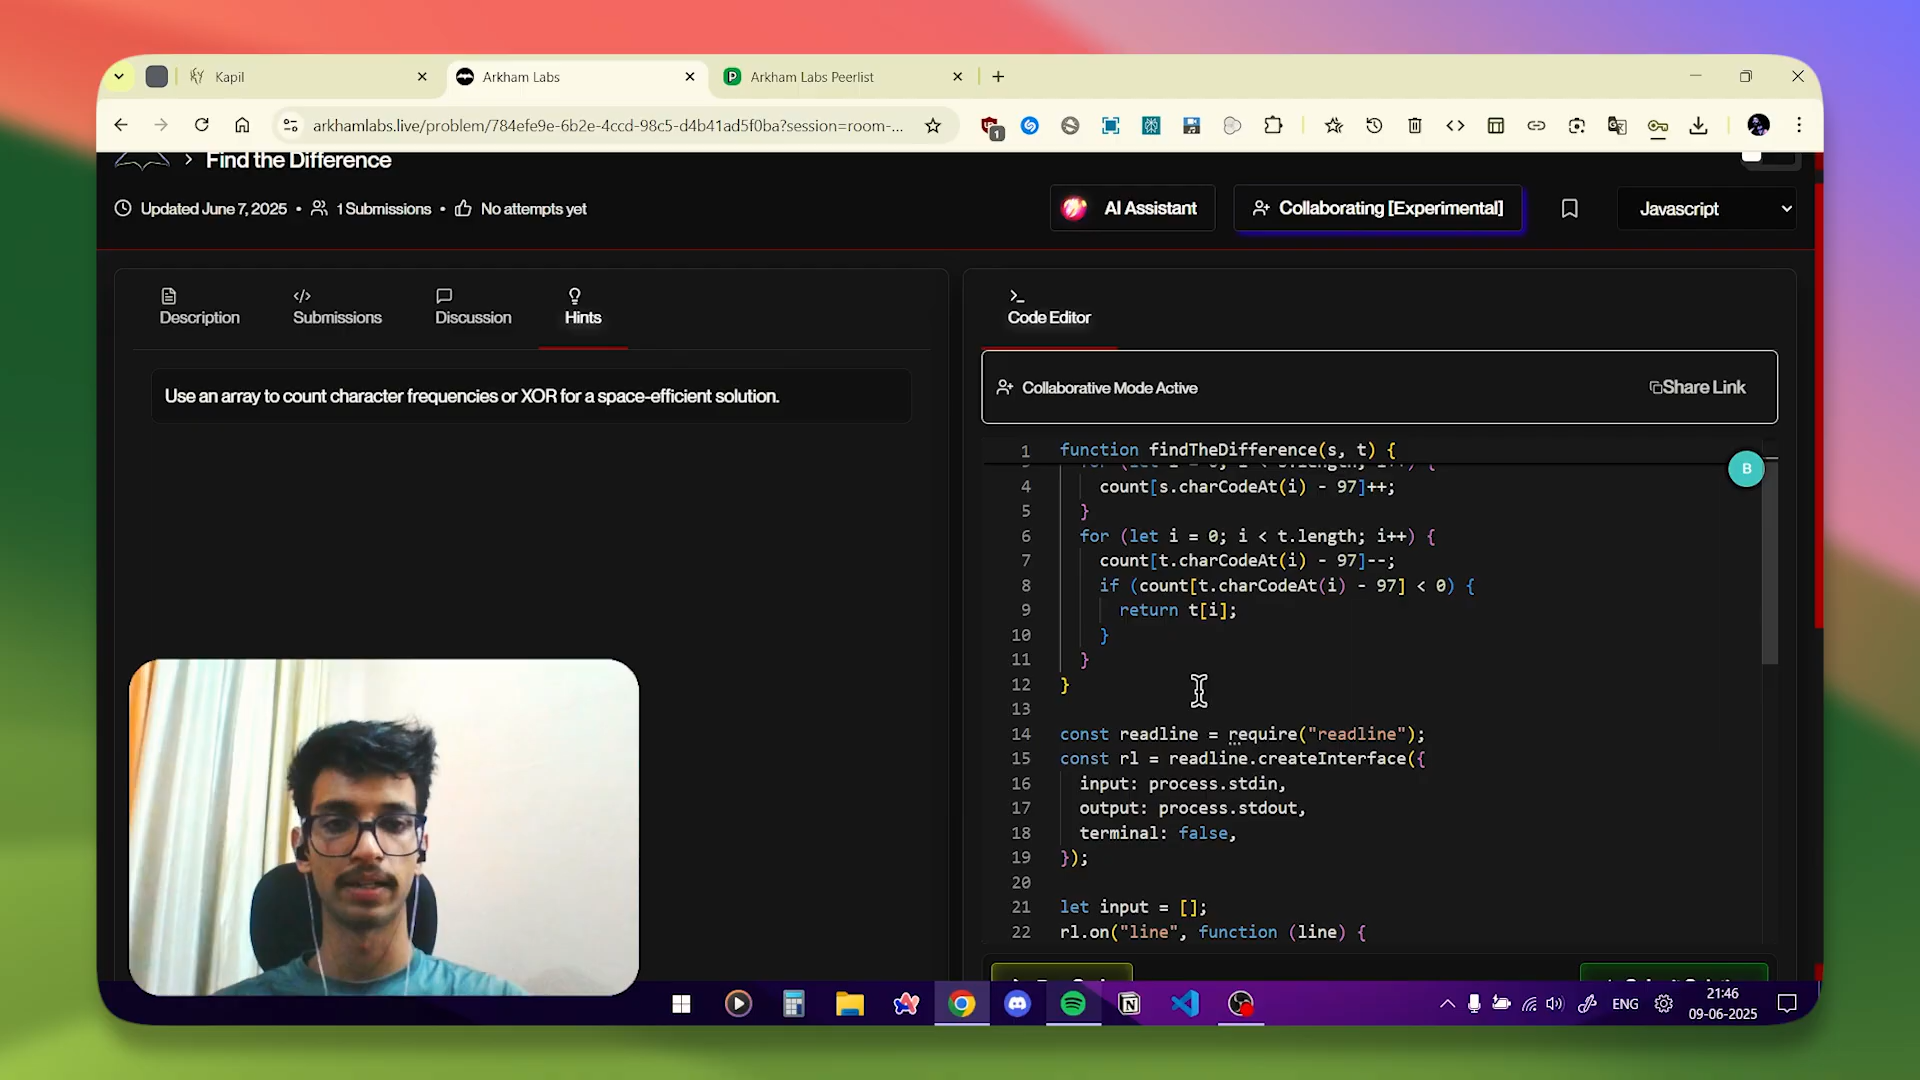 Kapil
Arkham Labs
Arkham Labs Peerlist
arkhamlabs.live/problem/784efe9e-6b2e-4ccd-98c5-d4b41ad5f0ba?session=room-...
1
Find the Difference
Updated June 7, 2025 • 1 Submissions • No attempts yet
AI Assistant
Collaborating [Experimental]
Javascript
Description
Submissions
Discussion
Hints
Use an array to count character frequencies or XOR for a space-efficient solution.
Code Editor
Collaborative Mode Active
Share Link
B
1 function findTheDifference(s, t) {
4 count[s.charCodeAt(i) - 97]++;
5 }
6 for (let i = 0; i < t.length; i++) {
7 count[t.charCodeAt(i) - 97]--;
8 if (count[t.charCodeAt(i) - 97] < 0) {
9 return t[i];
10 }
11 }
12 }
13
14 const readline = require("readline");
15 const rl = readline.createInterface({
16 input: process.stdin,
17 output: process.stdout,
18 terminal: false,
19 });
20
21 let input = [];
22 rl.on("line", function (line) {
ENG
21:46
09-06-2025